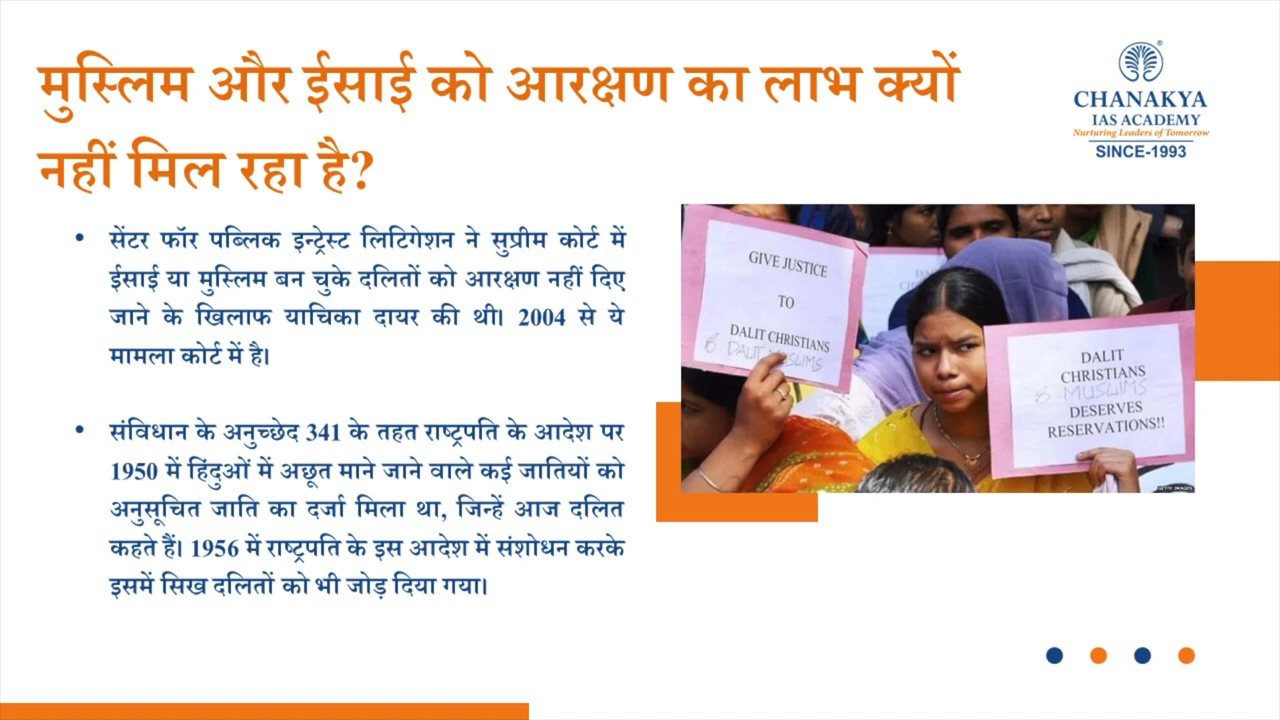 मुस्लिम और ईसाई को आरक्षण का लाभ क्यों
नहीं मिल रहा है?
CHANAKYA
IAS ACADEMY
Nurturing Leaders of Tomorrow
SINCE-1993
• सेंटर फॉर पब्लिक इन्ट्रेस्ट लिटिगेशन ने सुप्रीम कोर्ट में
ईसाई या मुस्लिम बन चुके दलितों को आरक्षण नहीं दिए
जाने के खिलाफ याचिका दायर की थी। 2004 से ये
मामला कोर्ट में है।
• संविधान के अनुच्छेद 341 के तहत राष्ट्रपति के आदेश पर
1950 में हिंदुओं में अछूत माने जाने वाले कई जातियों को
अनुसूचित जाति का दर्जा मिला था, जिन्हें आज दलित
कहते हैं। 1956 में राष्ट्रपति के इस आदेश में संशोधन करके
इसमें सिख दलितों को भी जोड़ दिया गया।
GIVE JUSTICE
TO
DALIT CHRISTIANS
& DALIT MUSLIMS
DALIT
CHRISTIANS
& MUSLIMS
DESERVES
RESERVATIONS!!
GETTY IMAGES